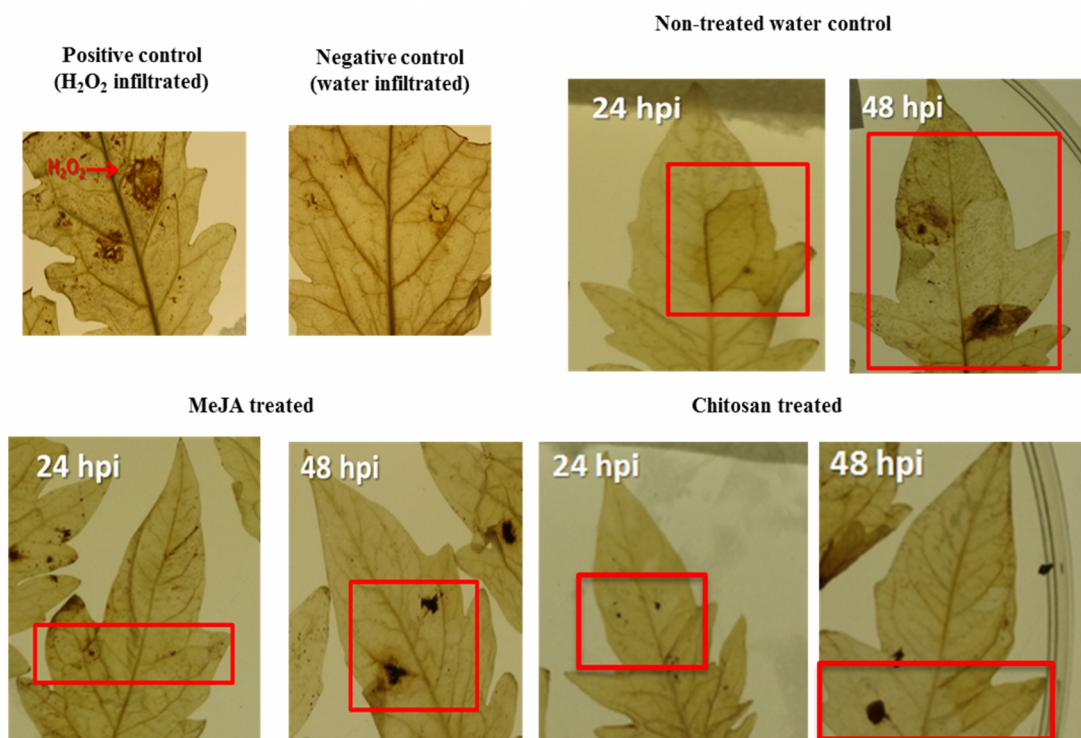 Non-treated water control
Positive control
(H₂O₂ infiltrated)
Negative control
(water infiltrated)
24 hpi
48 hpi
H₂O₂
MeJA treated
Chitosan treated
24 hpi
48 hpi
24 hpi
48 hpi